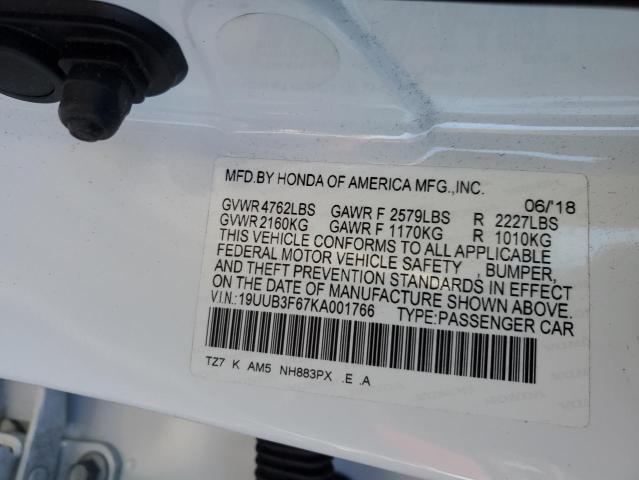 MFD.BY HONDA OF AMERICA MFG.,INC. 06/'18
GVWR 4762LBS GAWR F 2579LBS R 2227LBS
GVWR 2160KG GAWR F 1170KG R 1010KG
THIS VEHICLE CONFORMS TO ALL APPLICABLE
FEDERAL MOTOR VEHICLE SAFETY , BUMPER,
AND THEFT PREVENTION STANDARDS IN EFFECT
ON THE DATE OF MANUFACTURE SHOWN ABOVE.
V.I.N.: 19UUB3F67KA001766 TYPE:PASSENGER CAR
TZ7 K AM5 NH883PX .E .A